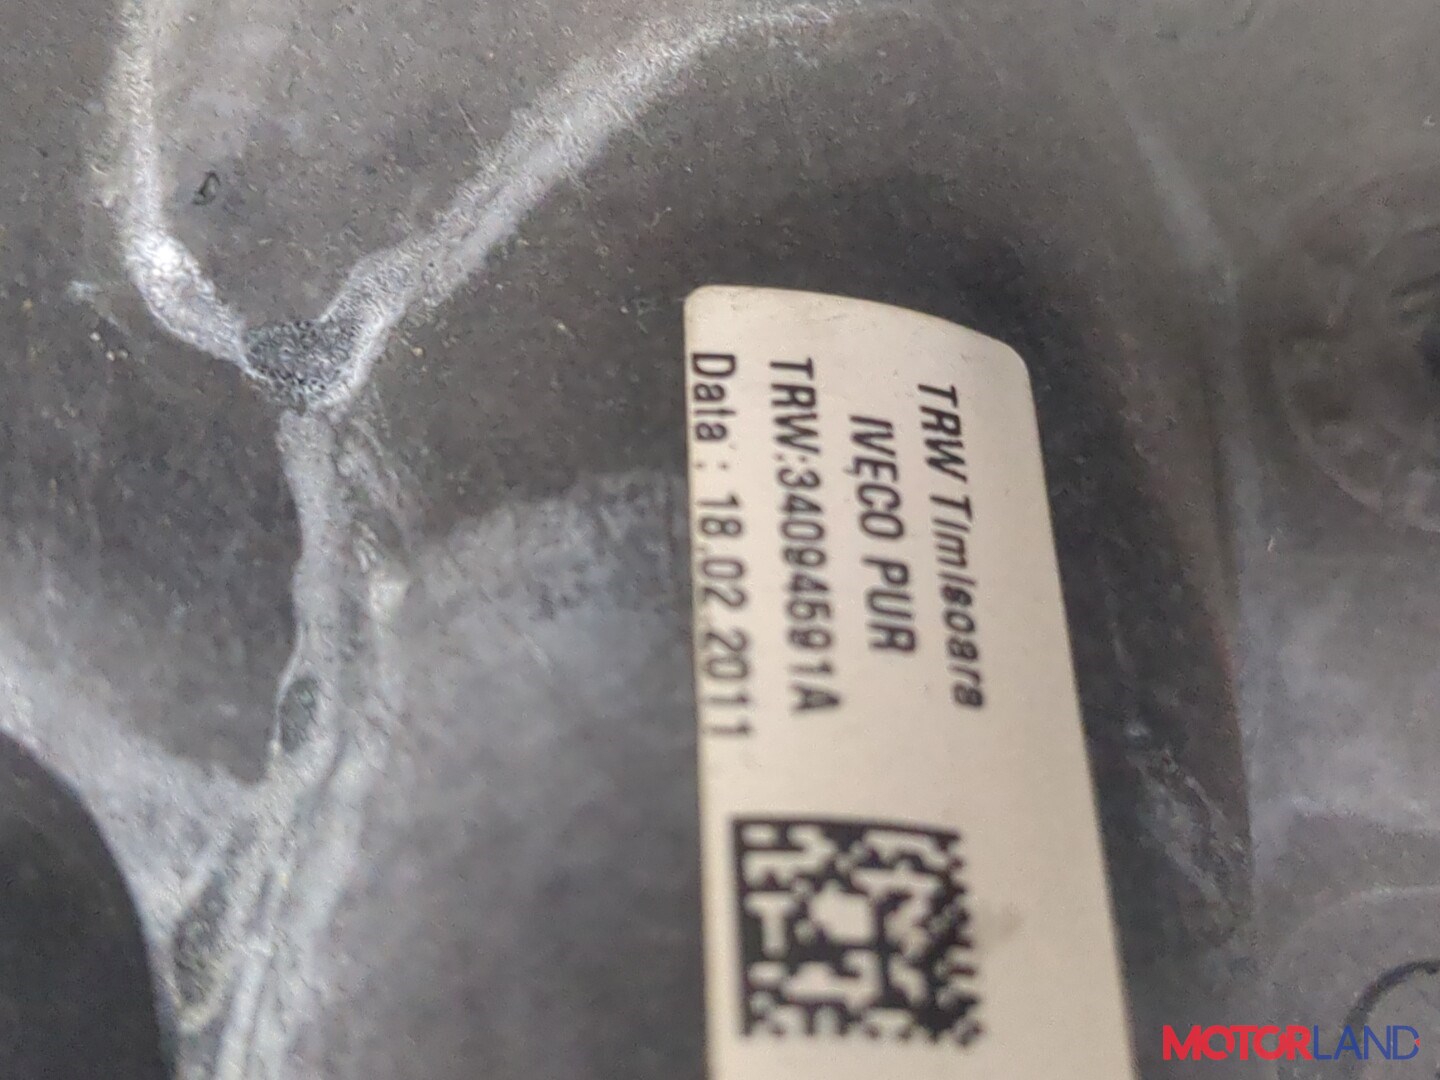 TRW Timisoara
IVECO PUR
TRW:34094591A
Data : 18.02.2011
MOTORLAND